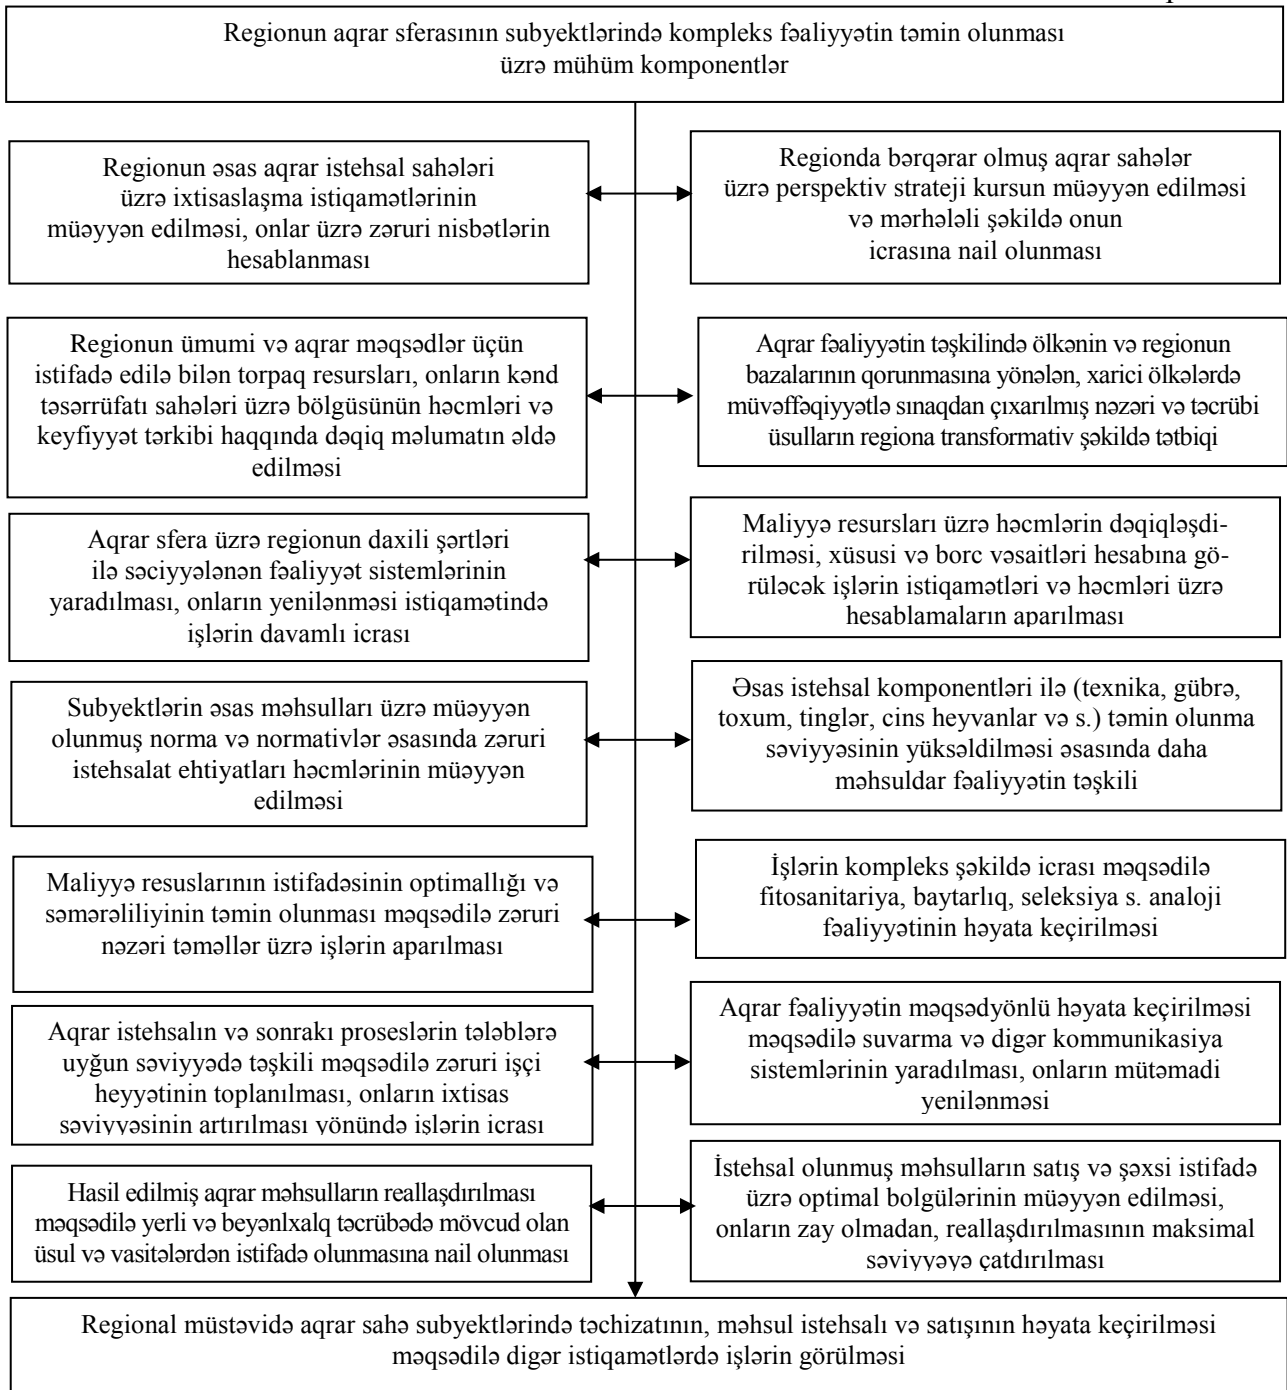 Regionun aqrar sferasının subyektlərində kompleks fəaliyyətin təmin olunması
üzrə mühüm komponentlər
Regionun əsas aqrar istehsal sahələri
üzrə ixtisaslaşma istiqamətlərinin
müəyyən edilməsi, onlar üzrə zəruri nisbətlərin
hesablanması
Regionda bərqərar olmuş aqrar sahələr
üzrə perspektiv strateji kursun müəyyən edilməsi
və mərhələli şəkildə onun
icrasına nail olunması
Regionun ümumi və aqrar məqsədlər üçün
istifadə edilə bilən torpaq resursları, onların kənd
təsərrüfatı sahələri üzrə bölgüsünün həcmləri və
keyfiyyət tərkibi haqqında dəqiq məlumatın əldə
edilməsi
Aqrar fəaliyyətin təşkilində ölkənin və regionun
bazalarının qorunmasına yönələn, xarici ölkələrdə
müvəffəqiyyətlə sınaqdan çıxarılmış nəzəri və təcrübi
üsulların regiona transformativ şəkildə tətbiqi
Aqrar sfera üzrə regionun daxili şərtləri
ilə səciyyələnən fəaliyyət sistemlərinin
yaradılması, onların yenilənməsi istiqamətində
işlərin davamlı icrası
Maliyyə resursları üzrə həcmlərin dəqiqləşdi-
rilməsi, xüsusi və borc vəsaitləri hesabına gö-
rüləcək işlərin istiqamətləri və həcmləri üzrə
hesablamaların aparılması
Subyektlərin əsas məhsulları üzrə müəyyən
olunmuş norma və normativlər əsasında zəruri
istehsalat ehtiyatları həcmlərinin müəyyən
edilməsi
Əsas istehsal komponentləri ilə (texnika, gübrə,
toxum, tinglər, cins heyvanlar və s.) təmin olunma
səviyyəsinin yüksəldilməsi əsasında daha
məhsuldar fəaliyyətin təşkili
Maliyyə resuslarının istifadəsinin optimallığı və
səmərəliliyinin təmin olunması məqsədilə zəruri
nəzəri təməllər üzrə işlərin aparılması
İşlərin kompleks şəkildə icrası məqsədilə
fitosanitariya, baytarlıq, seleksiya s. analoji
fəaliyyətinin həyata keçirilməsi
Aqrar istehsalın və sonrakı proseslərin tələblərə
uyğun səviyyədə təşkili məqsədilə zəruri işçi
heyyətinin toplanılması, onların ixtisas
səviyyəsinin artırılması yönündə işlərin icrası
Aqrar fəaliyyətin məqsədyönlü həyata keçirilməsi
məqsədilə suvarma və digər kommunikasiya
sistemlərinin yaradılması, onların mütəmadi
yenilənməsi
Hasil edilmiş aqrar məhsulların reallaşdırılması
məqsədilə yerli və beyənlxalq təcrübədə mövcud olan
üsul və vasitələrdən istifadə olunmasına nail olunması
İstehsal olunmuş məhsulların satış və şəxsi istifadə
üzrə optimal bolgülərinin müəyyən edilməsi,
onların zay olmadan, reallaşdırılmasının maksimal
səviyyəyə çatdırılması
Regional müstəvidə aqrar sahə subyektlərində təchizatının, məhsul istehsalı və satışının həyata keçirilməsi
məqsədilə digər istiqamətlərdə işlərin görülməsi